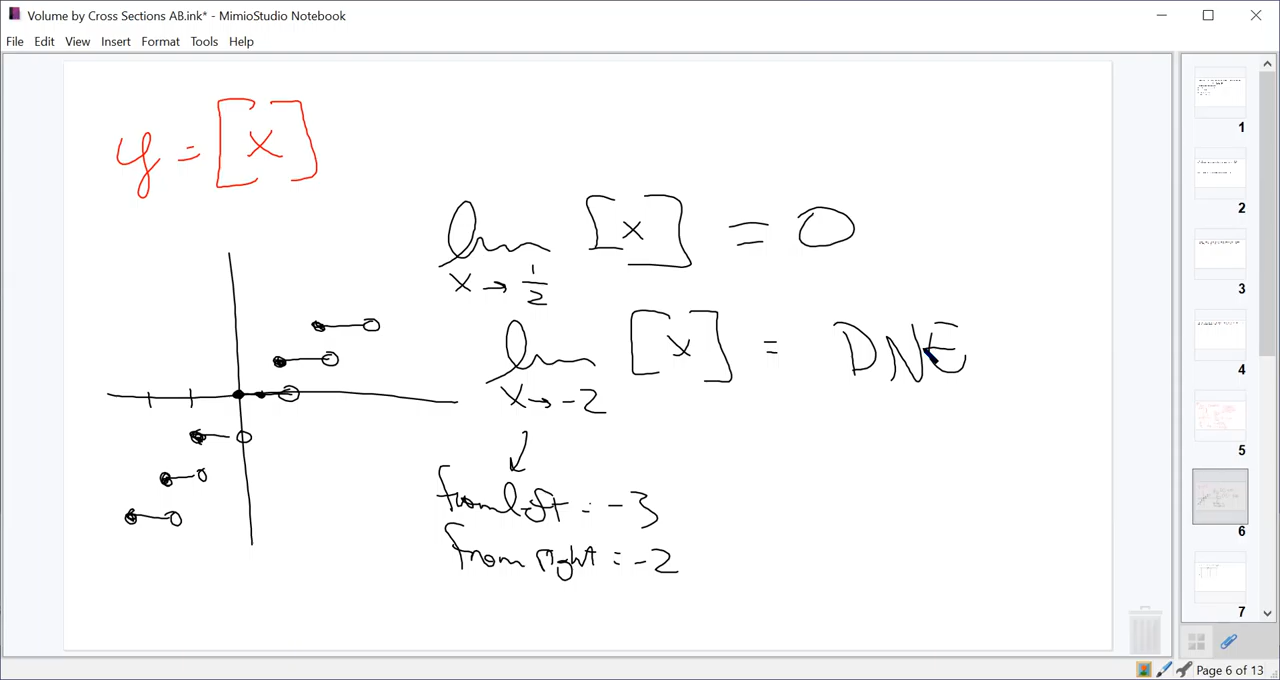 Volume by Cross Sections AB.ink* - MimioStudio Notebook
File Edit View Insert Format Tools Help
y = [x]
lim x → 1/2 [x] = 0
lim x → -2 [x] = DNE
from left = -3
from right = -2
1
2
3
4
5
6
7
Page 6 of 13